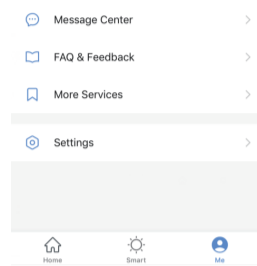 Message Center
FAQ & Feedback
More Services
Settings
Home Smart Me